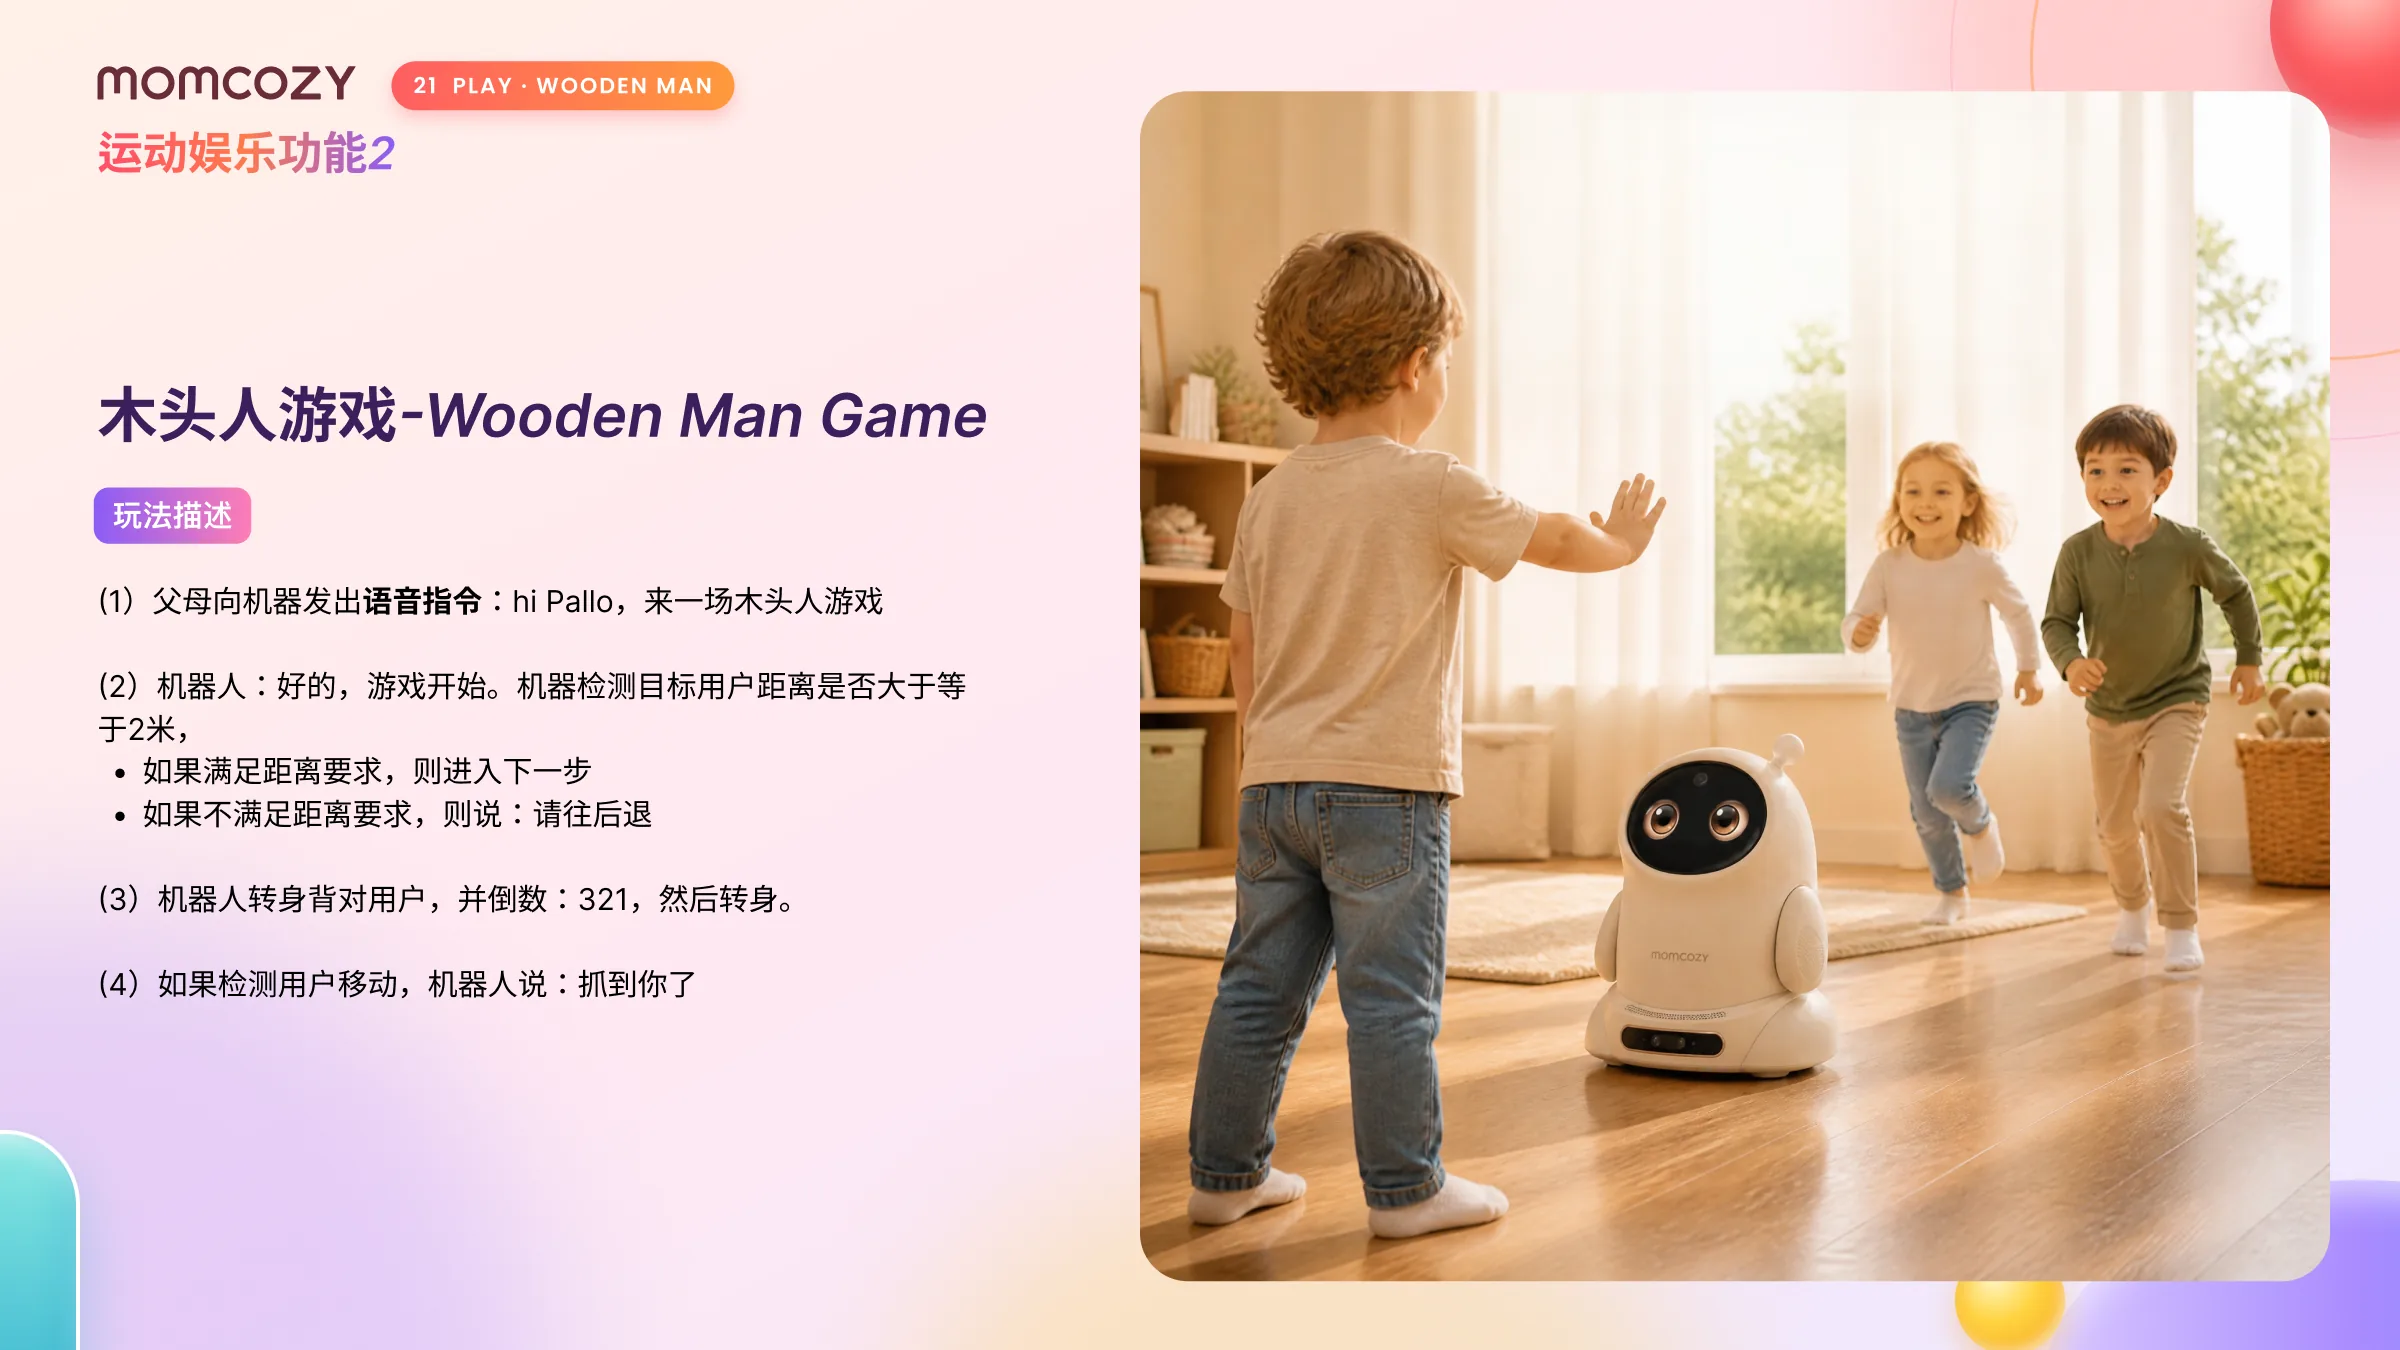 momcozy
21 PLAY · WOODEN MAN
运动娱乐功能2
木头人游戏-Wooden Man Game
玩法描述
(1）父母向机器发出语音指令：hi Pallo，来一场木头人游戏
(2）机器人：好的，游戏开始。机器检测目标用户距离是否大于等
于2米，
• 如果满足距离要求，则进入下一步
• 如果不满足距离要求，则说：请往后退
(3）机器人转身背对用户，并倒数：321，然后转身。
(4）如果检测用户移动，机器人说：抓到你了
momcozy